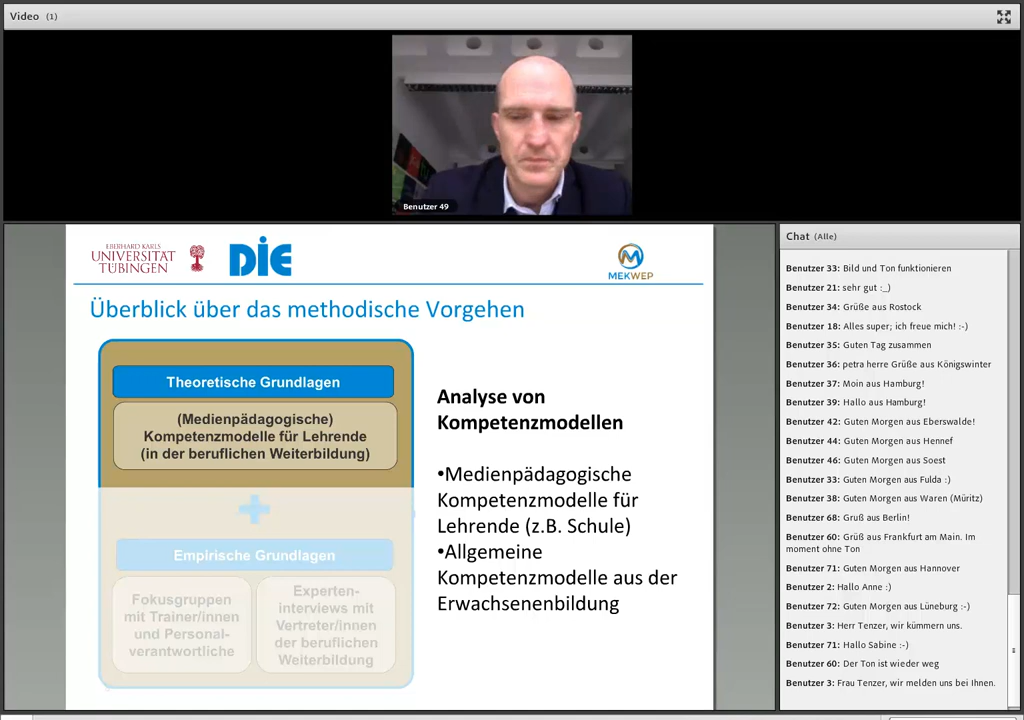 Video (1)
Benutzer 49
EBERHARD KARLS
UNIVERSITÄT
TÜBINGEN
DIE
MEKWEP
Überblick über das methodische Vorgehen
Theoretische Grundlagen
(Medienpädagogische)
Kompetenzmodelle für Lehrende
(in der beruflichen Weiterbildung)
Empirische Grundlagen
Fokusgruppen
mit Trainer/innen
und Personal-
verantwortliche
Experten-
interviews mit
Vertreter/innen
der beruflichen
Weiterbildung
Analyse von
Kompetenzmodellen
•Medienpädagogische
Kompetenzmodelle für
Lehrende (z.B. Schule)
•Allgemeine
Kompetenzmodelle aus der
Erwachsenenbildung
Chat (Alle)
Benutzer 33: Bild und Ton funktionieren
Benutzer 21: sehr gut :_)
Benutzer 34: Grüße aus Rostock
Benutzer 18: Alles super; ich freue mich! :-)
Benutzer 35: Guten Tag zusammen
Benutzer 36: petra herre Grüße aus Königswinter
Benutzer 37: Moin aus Hamburg!
Benutzer 39: Hallo aus Hamburg!
Benutzer 42: Guten Morgen aus Eberswalde!
Benutzer 44: Guten Morgen aus Hennef
Benutzer 46: Guten Morgen aus Soest
Benutzer 33: Guten Morgen aus Fulda :)
Benutzer 38: Guten Morgen aus Waren (Müritz)
Benutzer 68: Gruß aus Berlin!
Benutzer 60: Grüß aus Frankfurt am Main. Im
moment ohne Ton
Benutzer 71: Guten Morgen aus Hannover
Benutzer 2: Hallo Anne :)
Benutzer 72: Guten Morgen aus Lüneburg :-)
Benutzer 3: Herr Tenzer, wir kümmern uns.
Benutzer 71: Hallo Sabine :-)
Benutzer 60: Der Ton ist wieder weg
Benutzer 3: Frau Tenzer, wir melden uns bei Ihnen.